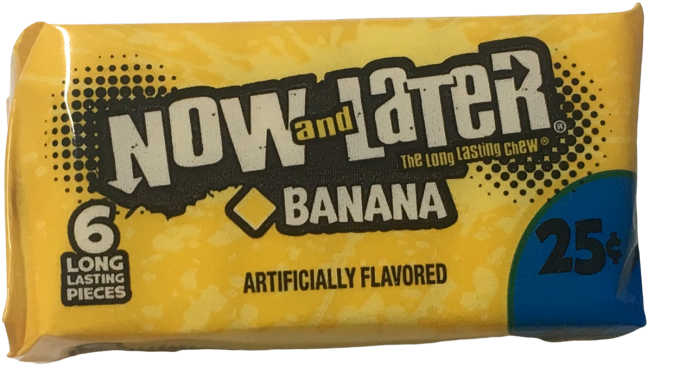 NOW and LaTeR®
The Long Lasting Chew®
BANANA
6
LONG
LASTING
PIECES
ARTIFICIALLY FLAVORED
25¢